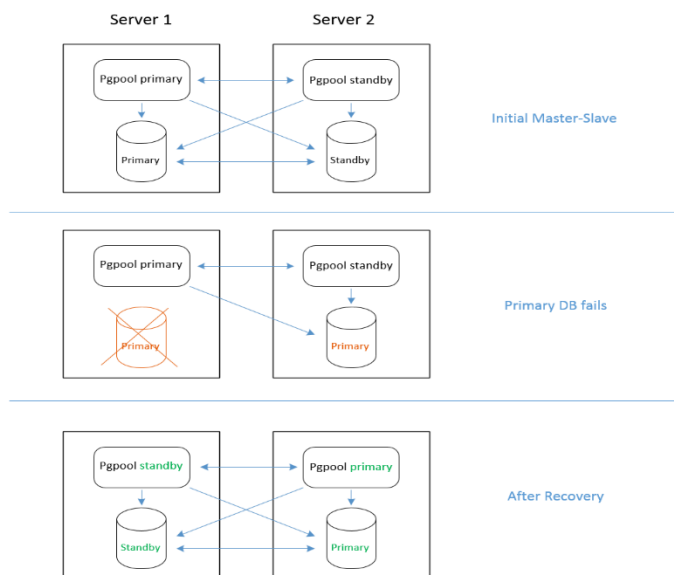 Server 1
Server 2
Pgpool primary
Pgpool standby
Primary
Standby
Initial Master-Slave
Pgpool primary
Pgpool standby
Primary
Primary
Primary DB fails
Pgpool standby
Pgpool primary
Standby
Primary
After Recovery